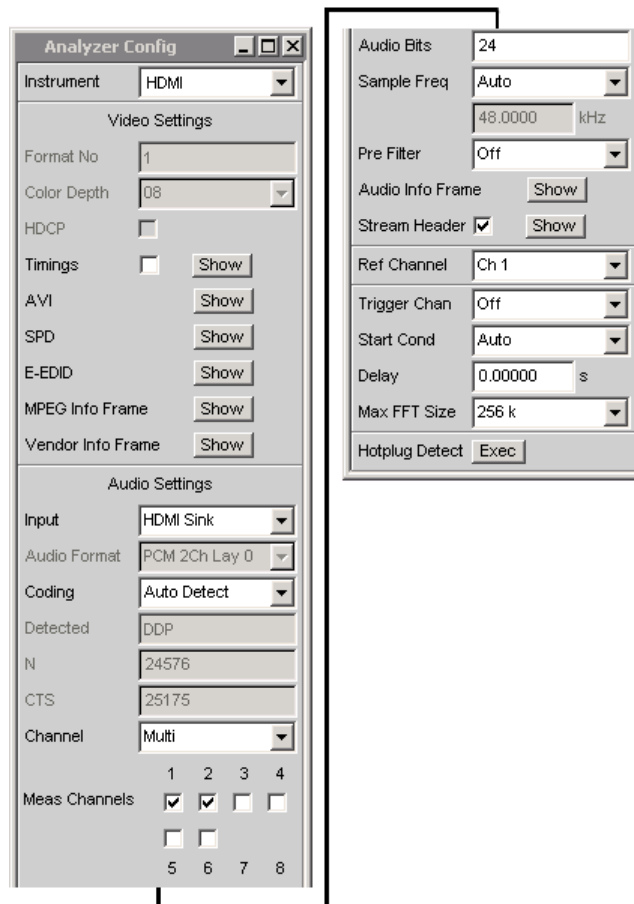 Analyzer Config
Instrument HDMI
Video Settings
Format No 1
Color Depth 08
HDCP
Timings Show
AVI Show
SPD Show
E-EDID Show
MPEG Info Frame Show
Vendor Info Frame Show
Audio Settings
Input HDMI Sink
Audio Format PCM 2Ch Lay 0
Coding Auto Detect
Detected DDP
N 24576
CTS 25175
Channel Multi
1 2 3 4
Meas Channels
5 6 7 8
Audio Bits 24
Sample Freq Auto
48.0000 kHz
Pre Filter Off
Audio Info Frame Show
Stream Header Show
Ref Channel Ch 1
Trigger Chan Off
Start Cond Auto
Delay 0.00000 s
Max FFT Size 256 k
Hotplug Detect Exec